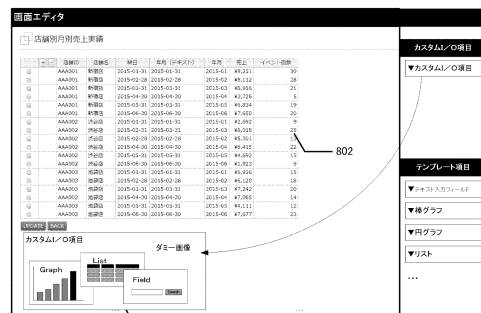 画面エディタ
店舗別月別売上実績
店舗ID 店舗名 締日 年月 (テキスト) 年月 売上 イベント回数
AAA001 新宿店 2015-01-31 2015-01-31 2015-01 ¥9,251 30
AAA001 新宿店 2015-02-28 2015-02-28 2015-02 ¥8,112 28
AAA001 新宿店 2015-03-31 2015-03-31 2015-03 ¥6,916 21
AAA001 新宿店 2015-04-30 2015-04-30 2015-04 ¥3,726 5
AAA001 新宿店 2015-05-31 2015-05-31 2015-05 ¥6,834 19
AAA001 新宿店 2015-06-30 2015-06-30 2015-06 ¥7,650 20
AAA002 渋谷店 2015-01-31 2015-01-31 2015-01 ¥2,692 9
AAA002 渋谷店 2015-03-31 2015-03-31 2015-03 ¥8,015 25
AAA002 渋谷店 2015-02-28 2015-02-28 2015-02 15
AAA002 渋谷店 2015-04-30 2015-04-30 2015-04 ¥6,415 22
AAA002 渋谷店 2015-05-31 2015-05-31 2015-05 ¥4,692 15
AAA002 渋谷店 2015-06-30 2015-06-30 2015-06 ¥1,923 9
AAA003 池袋店 2015-01-31 2015-01-31 2015-01 ¥6,916 15
AAA003 池袋店 2015-02-28 2015-02-28 2015-02 ¥6,120 18
AAA003 池袋店 2015-03-31 2015-03-31 2015-03 ¥7,242 20
AAA003 池袋店 2015-04-30 2015-04-30 2015-04 ¥7,065 14
AAA003 池袋店 2015-05-31 2015-05-31 2015-05 ¥4,111 12
AAA003 池袋店 2015-06-30 2015-06-30 2015-06 ¥7,677 23
802
UPDATE BACK
カスタムI／O項目
ダミー画像
Graph
List
Field
Search
...
カスタムI／O項目
▼カスタムI／O項目
テンプレート項目
▼テキスト入力フィールド
▼棒グラフ
▼円グラフ
▼リスト
...